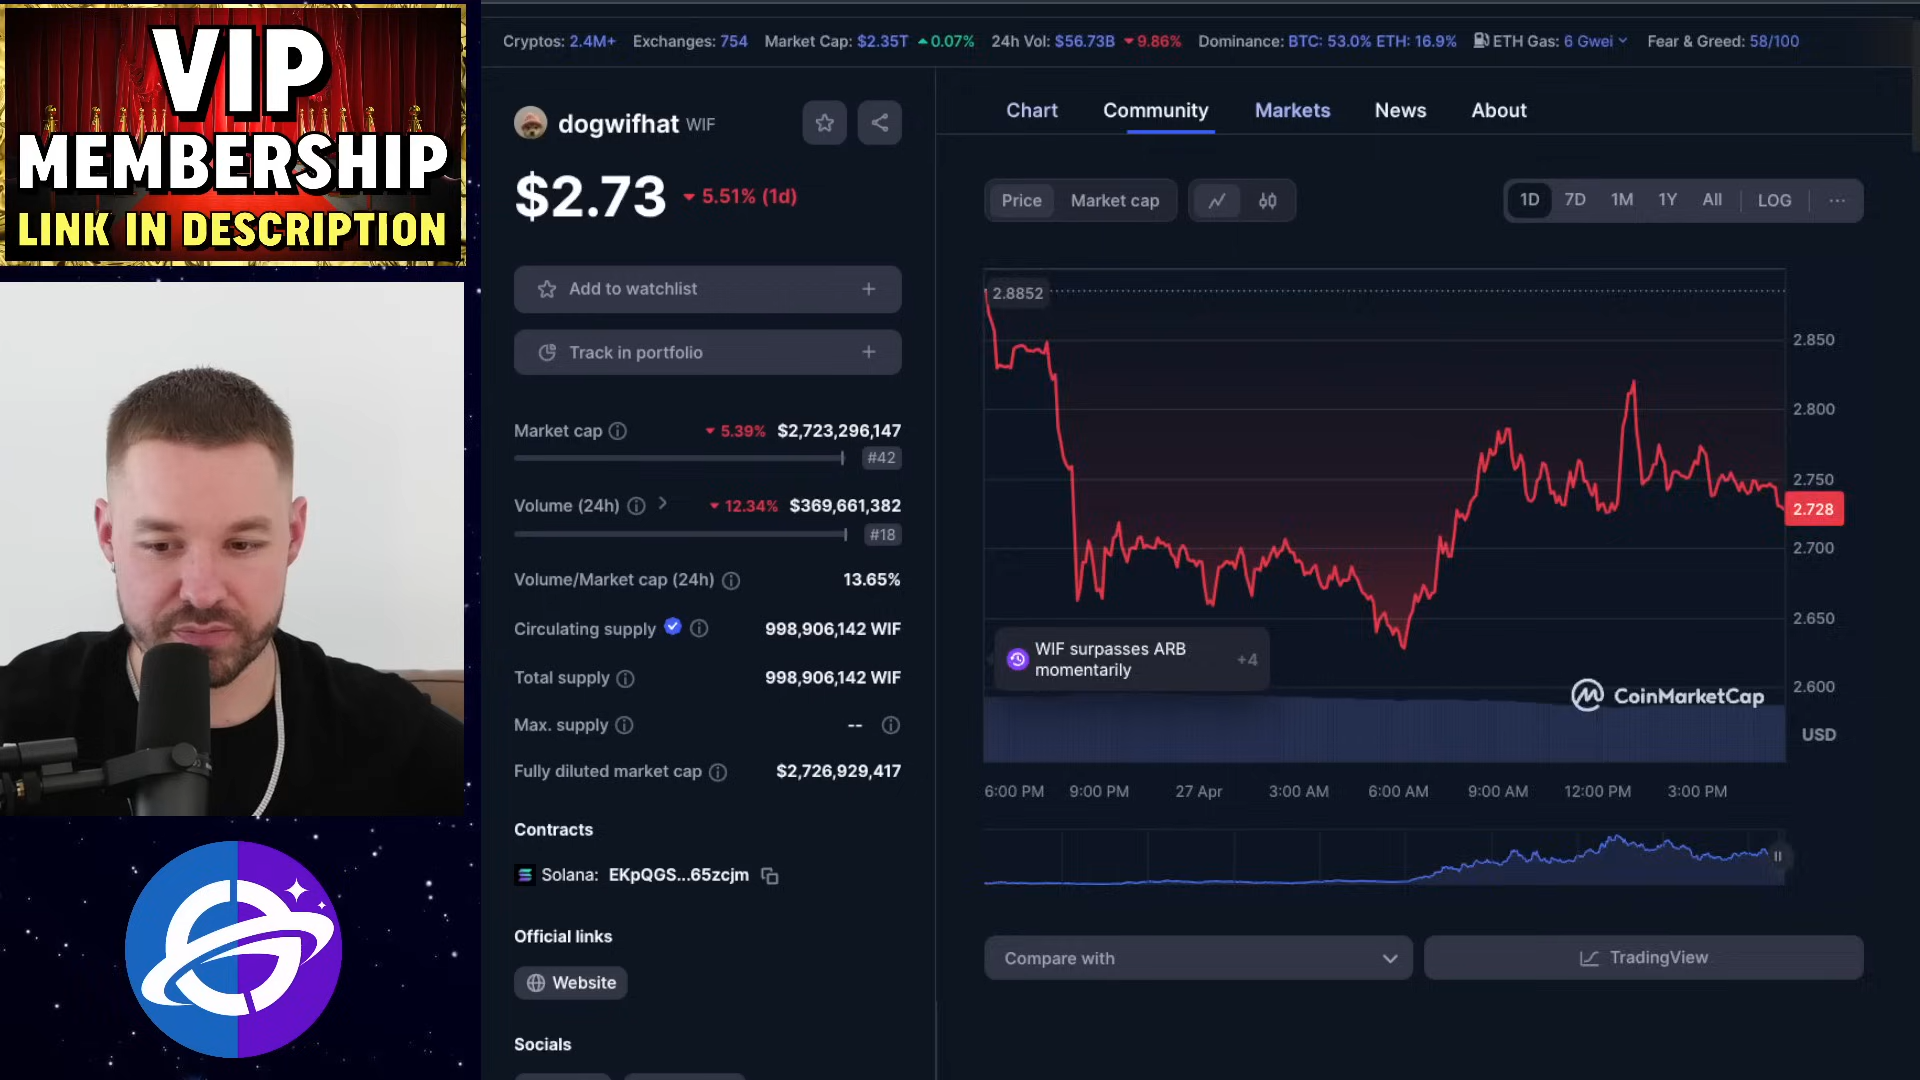 VIP
MEMBERSHIP
LINK IN DESCRIPTION
Cryptos: 2.4M+ Exchanges: 754 Market Cap: $2.35T 0.07% 24h Vol: $56.73B 9.86% Dominance: BTC: 53.0% ETH: 16.9% ETH Gas: 6 Gwei Fear & Greed: 58/100
dogwifhat WIF
$2.73 5.51% (1d)
Add to watchlist
Track in portfolio
Market cap 5.39% $2,723,296,147
#42
Volume (24h) 12.34% $369,661,382
#18
Volume/Market cap (24h) 13.65%
Circulating supply 998,906,142 WIF
Total supply 998,906,142 WIF
Max. supply --
Fully diluted market cap $2,726,929,417
Contracts
Solana: EKpQGS...65zcjm
Official links
Website
Socials
Chart Community Markets News About
Price Market cap 1D 7D 1M 1Y All LOG ...
2.8852
2.850
2.800
2.750
2.728
2.700
2.650
2.600
USD
WIF surpasses ARB
momentarily
+4
CoinMarketCap
6:00 PM 9:00 PM 27 Apr 3:00 AM 6:00 AM 9:00 AM 12:00 PM 3:00 PM
Compare with
TradingView